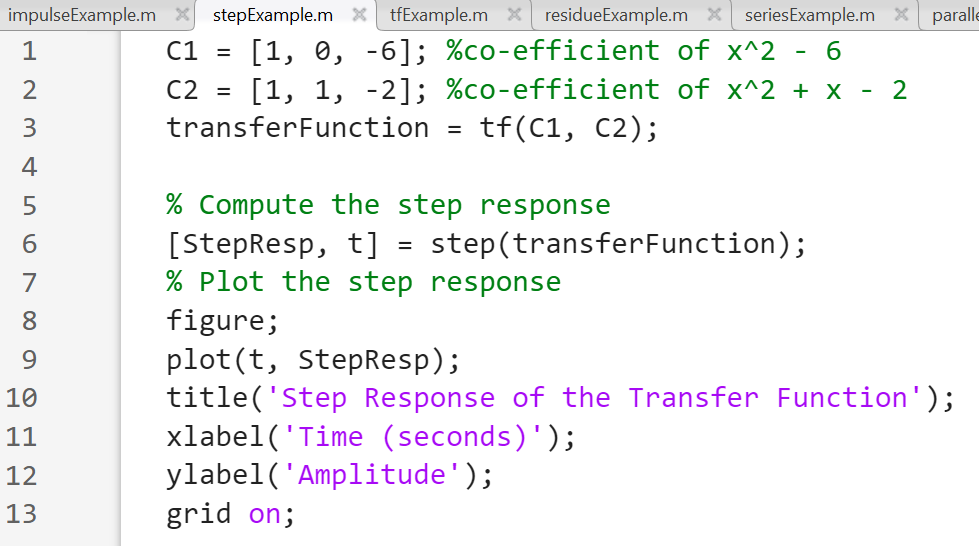 impulseExample.m stepExample.m tfExample.m residueExample.m seriesExample.m
1 C1 = [1, 0, -6]; %co-efficient of x^2 - 6
2 C2 = [1, 1, -2]; %co-efficient of x^2 + x - 2
3 transferFunction = tf(C1, C2);
4
5 % Compute the step response
6 [StepResp, t] = step(transferFunction);
7 % Plot the step response
8 figure;
9 plot(t, StepResp);
10 title('Step Response of the Transfer Function');
11 xlabel('Time (seconds)');
12 ylabel('Amplitude');
13 grid on;